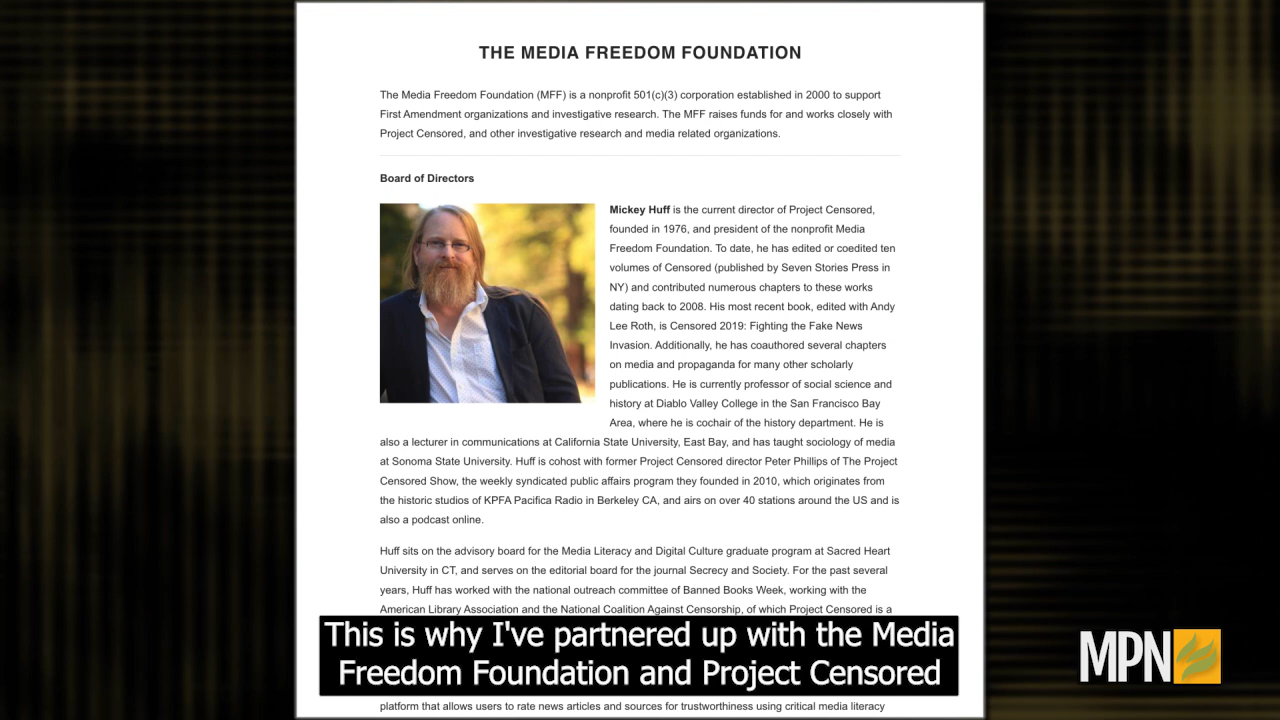 THE MEDIA FREEDOM FOUNDATION
The Media Freedom Foundation (MFF) is a nonprofit 501(c)(3) corporation established in 2000 to support
First Amendment organizations and investigative research. The MFF raises funds for and works closely with
Project Censored, and other investigative research and media related organizations.
Board of Directors
Mickey Huff is the current director of Project Censored,
founded in 1976, and president of the nonprofit Media
Freedom Foundation. To date, he has edited or coedited ten
volumes of Censored (published by Seven Stories Press in
NY) and contributed numerous chapters to these works
dating back to 2008. His most recent book, edited with Andy
Lee Roth, is Censored 2019: Fighting the Fake News
Invasion. Additionally, he has coauthored several chapters
on media and propaganda for many other scholarly
publications. He is currently professor of social science and
history at Diablo Valley College in the San Francisco Bay
Area, where he is cochair of the history department. He is
also a lecturer in communications at California State University, East Bay, and has taught sociology of media
at Sonoma State University. Huff is cohost with former Project Censored director Peter Phillips of The Project
Censored Show, the weekly syndicated public affairs program they founded in 2010, which originates from
the historic studios of KPFA Pacifica Radio in Berkeley CA, and airs on over 40 stations around the US and is
also a podcast online.
Huff sits on the advisory board for the Media Literacy and Digital Culture graduate program at Sacred Heart
University in CT, and serves on the editorial board for the journal Secrecy and Society. For the past several
years, Huff has worked with the national outreach committee of Banned Books Week, working with the
American Library Association and the National Coalition Against Censorship, of which Project Censored is a
This is why I've partnered up with the Media
Freedom Foundation and Project Censored
MPN
platform that allows users to rate news articles and sources for trustworthiness using critical media literacy